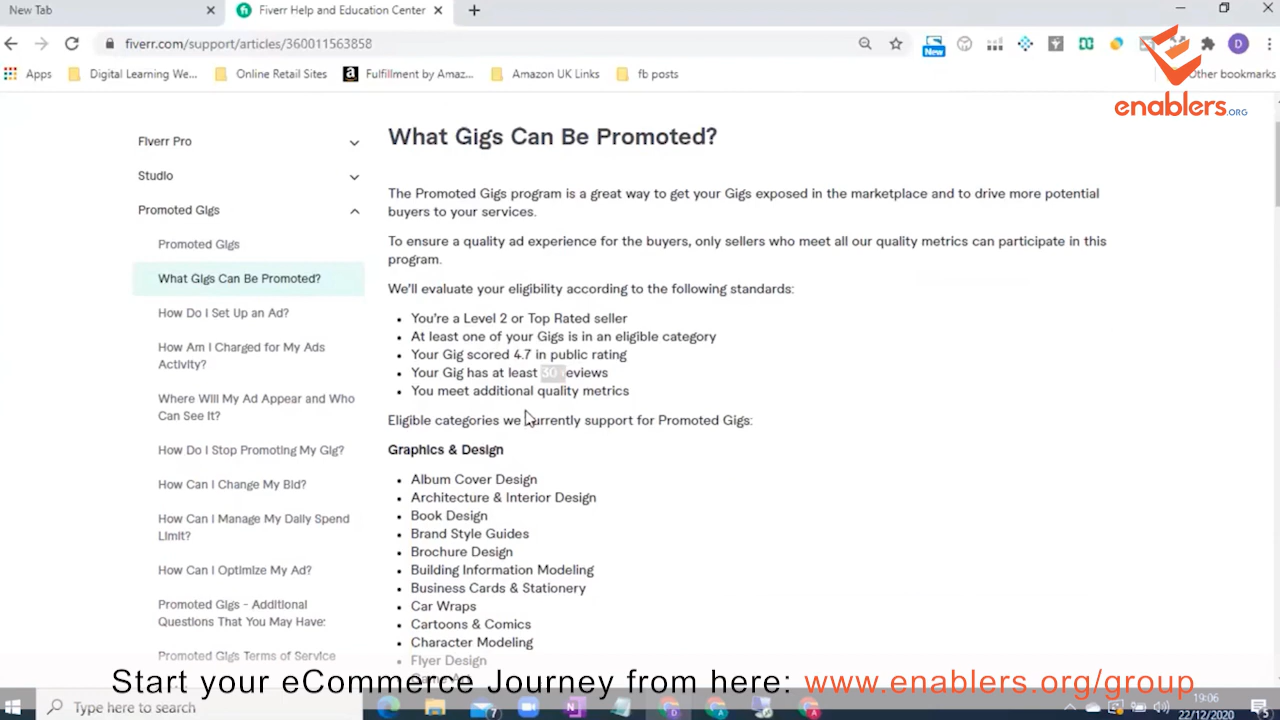 New Tab
Fiverr Help and Education Center
fiverr.com/support/articles/360011563858
New
D
Apps
Digital Learning We...
Online Retail Sites
Fulfillment by Amaz...
Amazon UK Links
fb posts
Other bookmarks
enablers.ORG
Fiverr Pro
Studio
Promoted Gigs
Promoted Gigs
What Gigs Can Be Promoted?
How Do I Set Up an Ad?
How Am I Charged for My Ads
Activity?
Where Will My Ad Appear and Who
Can See It?
How Do I Stop Promoting My Gig?
How Can I Change My Bid?
How Can I Manage My Daily Spend
Limit?
How Can I Optimize My Ad?
Promoted Gigs - Additional
Questions That You May Have:
Promoted Gigs Terms of Service
What Gigs Can Be Promoted?
The Promoted Gigs program is a great way to get your Gigs exposed in the marketplace and to drive more potential
buyers to your services.
To ensure a quality ad experience for the buyers, only sellers who meet all our quality metrics can participate in this
program.
We'll evaluate your eligibility according to the following standards:
• You're a Level 2 or Top Rated seller
• At least one of your Gigs is in an eligible category
• Your Gig scored 4.7 in public rating
• Your Gig has at least 30 reviews
• You meet additional quality metrics
Eligible categories we currently support for Promoted Gigs:
Graphics & Design
• Album Cover Design
• Architecture & Interior Design
• Book Design
• Brand Style Guides
• Brochure Design
• Building Information Modeling
• Business Cards & Stationery
• Car Wraps
• Cartoons & Comics
• Character Modeling
• Flyer Design
Start your eCommerce Journey from here: www.enablers.org/group
Type here to search
19:06
22/12/2020